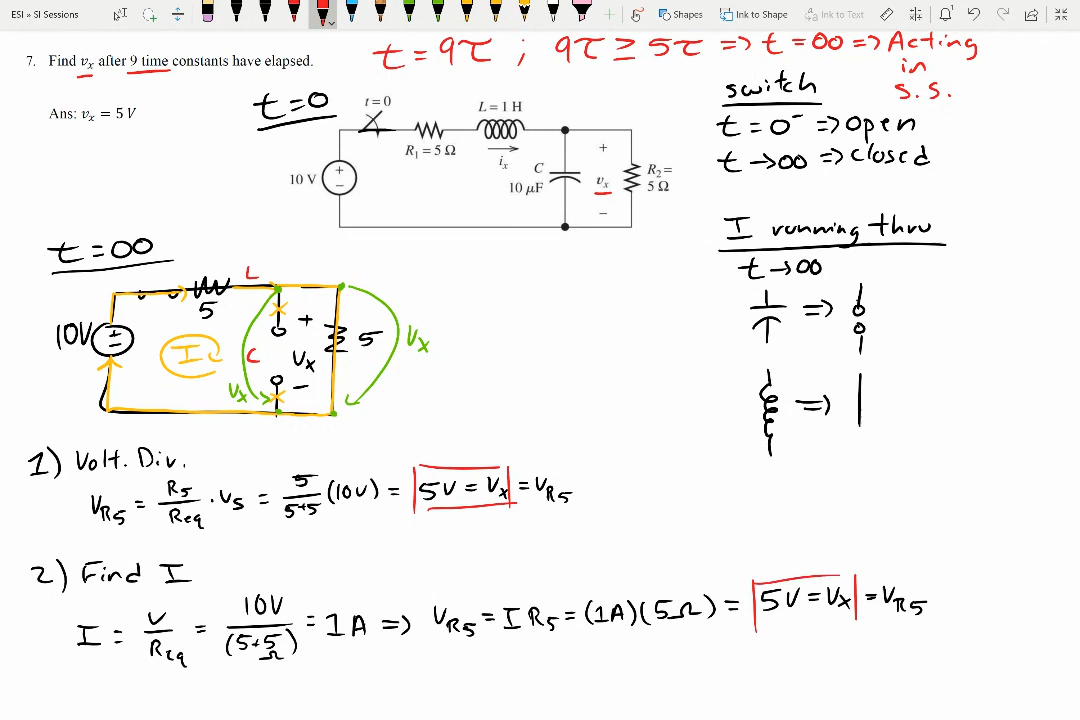 ESI » SI Sessions
Shapes
Ink to Shape
Ink to Text
7. Find vx after 9 time constants have elapsed.
t = 9τ ; 9τ ≥ 5τ => t = ∞ => Acting
in
S.S.
Ans: vx = 5 V
t=0
t = 0
R1 = 5 Ω
L = 1 H
ix
10 V
C
10 μF
+
vx
−
R2 =
5 Ω
switch
t = 0⁻ => open
t → ∞ => closed
I running thru
t → ∞
=>
=>
t = ∞
10V
5
L
I
C
+
Vx
−
5
Vx
Vx
1) Volt. Div.
VR5 = R5/Req · Vs = 5/(5+5) (10V) = 5V = Vx = VR5
2) Find I
I = V/Req = 10V/(5+5)Ω = 1A => VR5 = I R5 = (1A)(5Ω) = 5V = Vx = VR5